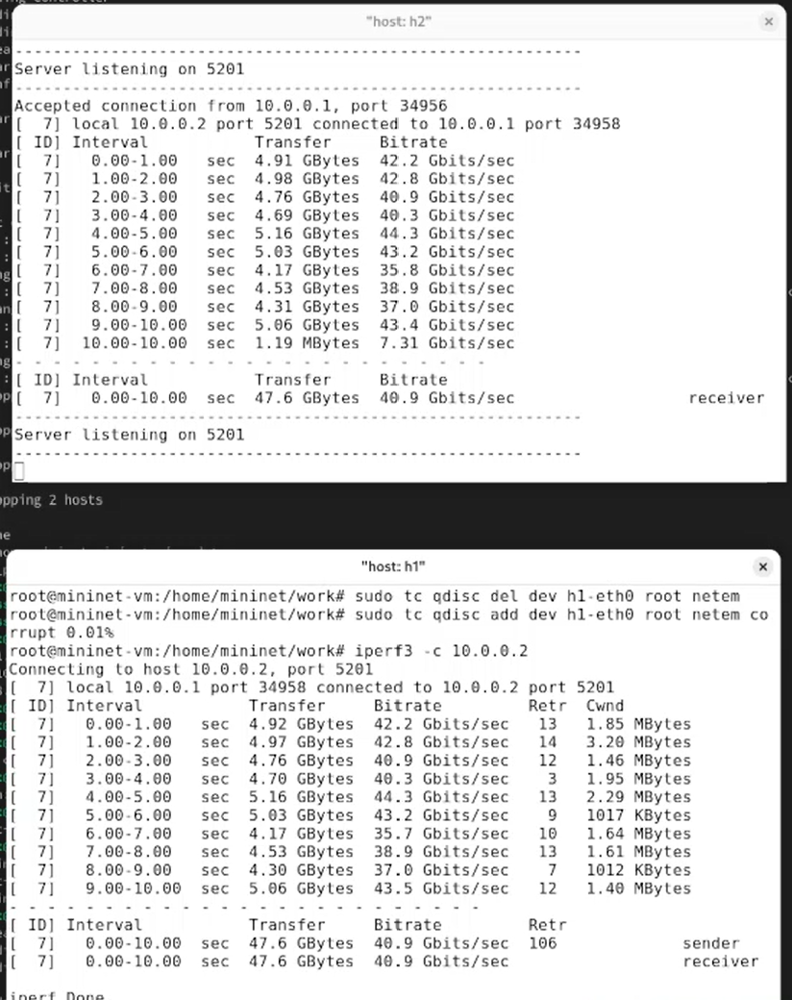 "host: h2"
-----------------------------------------------------------
Server listening on 5201
-----------------------------------------------------------
Accepted connection from 10.0.0.1, port 34956
[  7] local 10.0.0.2 port 5201 connected to 10.0.0.1 port 34958
[ ID] Interval           Transfer     Bitrate
[  7]   0.00-1.00   sec  4.91 GBytes  42.2 Gbits/sec
[  7]   1.00-2.00   sec  4.98 GBytes  42.8 Gbits/sec
[  7]   2.00-3.00   sec  4.76 GBytes  40.9 Gbits/sec
[  7]   3.00-4.00   sec  4.69 GBytes  40.3 Gbits/sec
[  7]   4.00-5.00   sec  5.16 GBytes  44.3 Gbits/sec
[  7]   5.00-6.00   sec  5.03 GBytes  43.2 Gbits/sec
[  7]   6.00-7.00   sec  4.17 GBytes  35.8 Gbits/sec
[  7]   7.00-8.00   sec  4.53 GBytes  38.9 Gbits/sec
[  7]   8.00-9.00   sec  4.31 GBytes  37.0 Gbits/sec
[  7]   9.00-10.00  sec  5.06 GBytes  43.4 Gbits/sec
[  7]  10.00-10.00  sec  1.19 MBytes  7.31 Gbits/sec
- - - - - - - - - - - - - - - - - - - - - - - - -
[ ID] Interval           Transfer     Bitrate
[  7]   0.00-10.00  sec  47.6 GBytes  40.9 Gbits/sec                  receiver
-----------------------------------------------------------
Server listening on 5201
-----------------------------------------------------------
pping 2 hosts
"host: h1"
root@mininet-vm:/home/mininet/work# sudo tc qdisc del dev h1-eth0 root netem
root@mininet-vm:/home/mininet/work# sudo tc qdisc add dev h1-eth0 root netem co
rrupt 0.01%
root@mininet-vm:/home/mininet/work# iperf3 -c 10.0.0.2
Connecting to host 10.0.0.2, port 5201
[  7] local 10.0.0.1 port 34958 connected to 10.0.0.2 port 5201
[ ID] Interval           Transfer     Bitrate         Retr  Cwnd
[  7]   0.00-1.00   sec  4.92 GBytes  42.2 Gbits/sec   13   1.85 MBytes
[  7]   1.00-2.00   sec  4.97 GBytes  42.8 Gbits/sec   14   3.20 MBytes
[  7]   2.00-3.00   sec  4.76 GBytes  40.9 Gbits/sec   12   1.46 MBytes
[  7]   3.00-4.00   sec  4.70 GBytes  40.3 Gbits/sec    3   1.95 MBytes
[  7]   4.00-5.00   sec  5.16 GBytes  44.3 Gbits/sec   13   2.29 MBytes
[  7]   5.00-6.00   sec  5.03 GBytes  43.2 Gbits/sec    9   1017 KBytes
[  7]   6.00-7.00   sec  4.17 GBytes  35.7 Gbits/sec   10   1.64 MBytes
[  7]   7.00-8.00   sec  4.53 GBytes  38.9 Gbits/sec   13   1.61 MBytes
[  7]   8.00-9.00   sec  4.30 GBytes  37.0 Gbits/sec    7   1012 KBytes
[  7]   9.00-10.00  sec  5.06 GBytes  43.5 Gbits/sec   12   1.40 MBytes
- - - - - - - - - - - - - - - - - - - - - - - - -
[ ID] Interval           Transfer     Bitrate         Retr
[  7]   0.00-10.00  sec  47.6 GBytes  40.9 Gbits/sec  106             sender
[  7]   0.00-10.00  sec  47.6 GBytes  40.9 Gbits/sec                  receiver
iperf Done